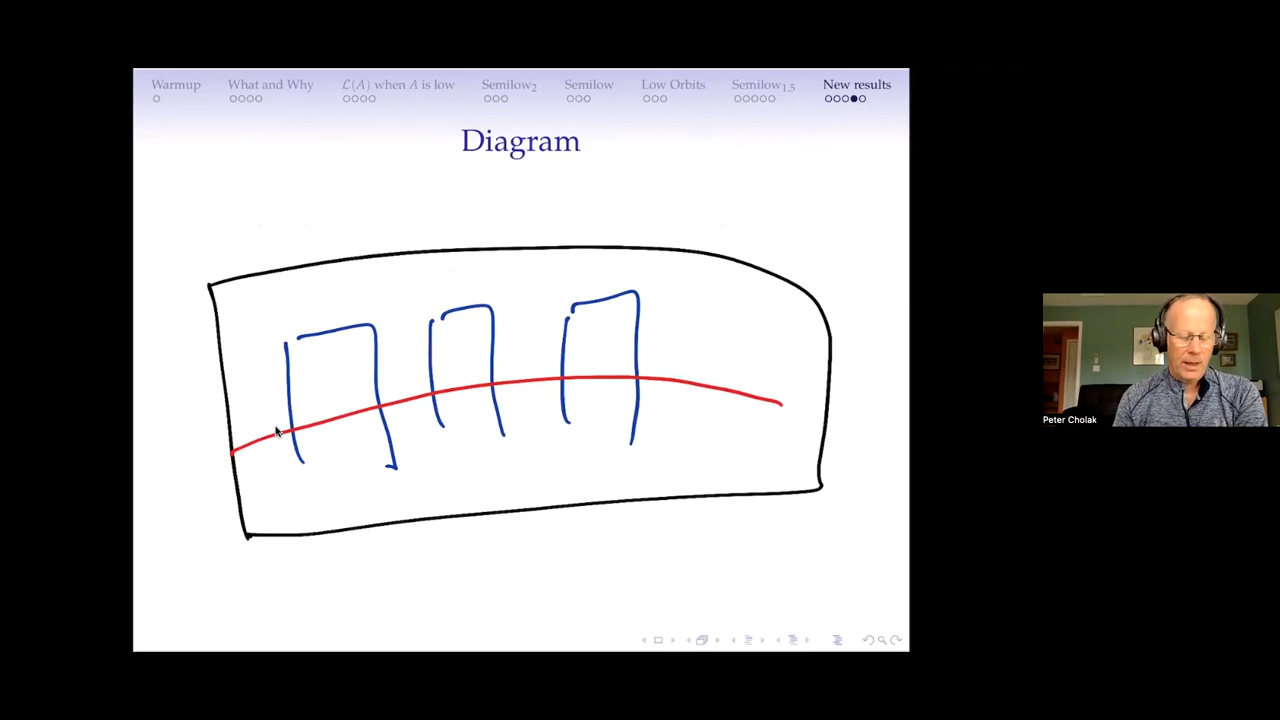 Warmup What and Why ℒ(A) when A is low Semilow₂ Semilow Low Orbits Semilow₁.₅ New results
Diagram
Peter Cholak